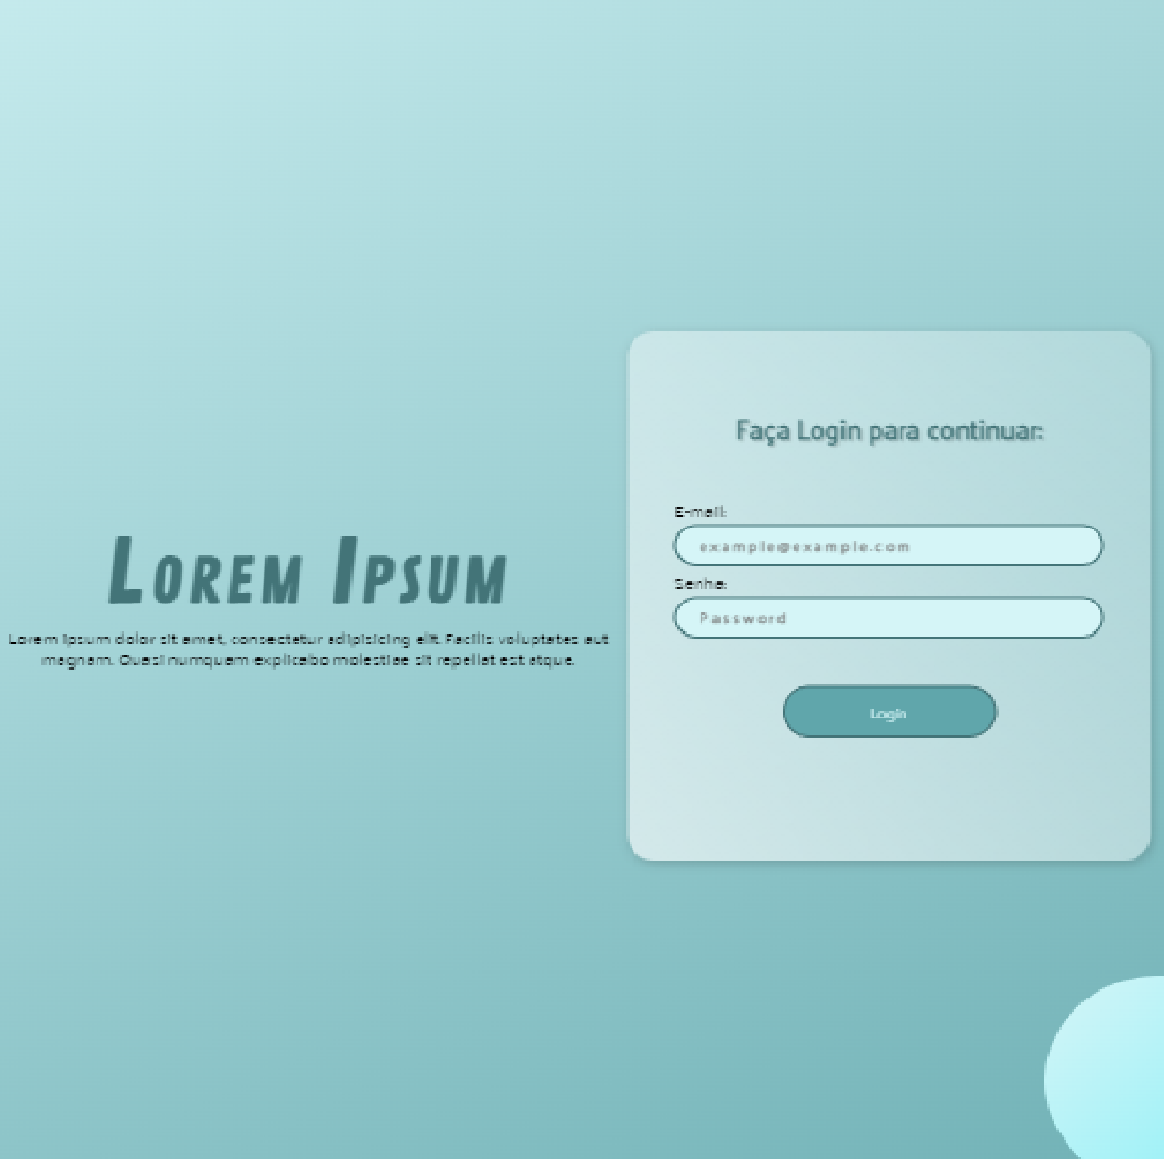 Lorem Ipsum
Lorem ipsum dolor sit amet, consectetur adipisicing elit. Facilis voluptates aut
magnam. Quasi numquam explicabo molestiae sit repellat est atque.
Faça Login para continuar:
E-mail:
example@example.com
Senha:
Password
Login